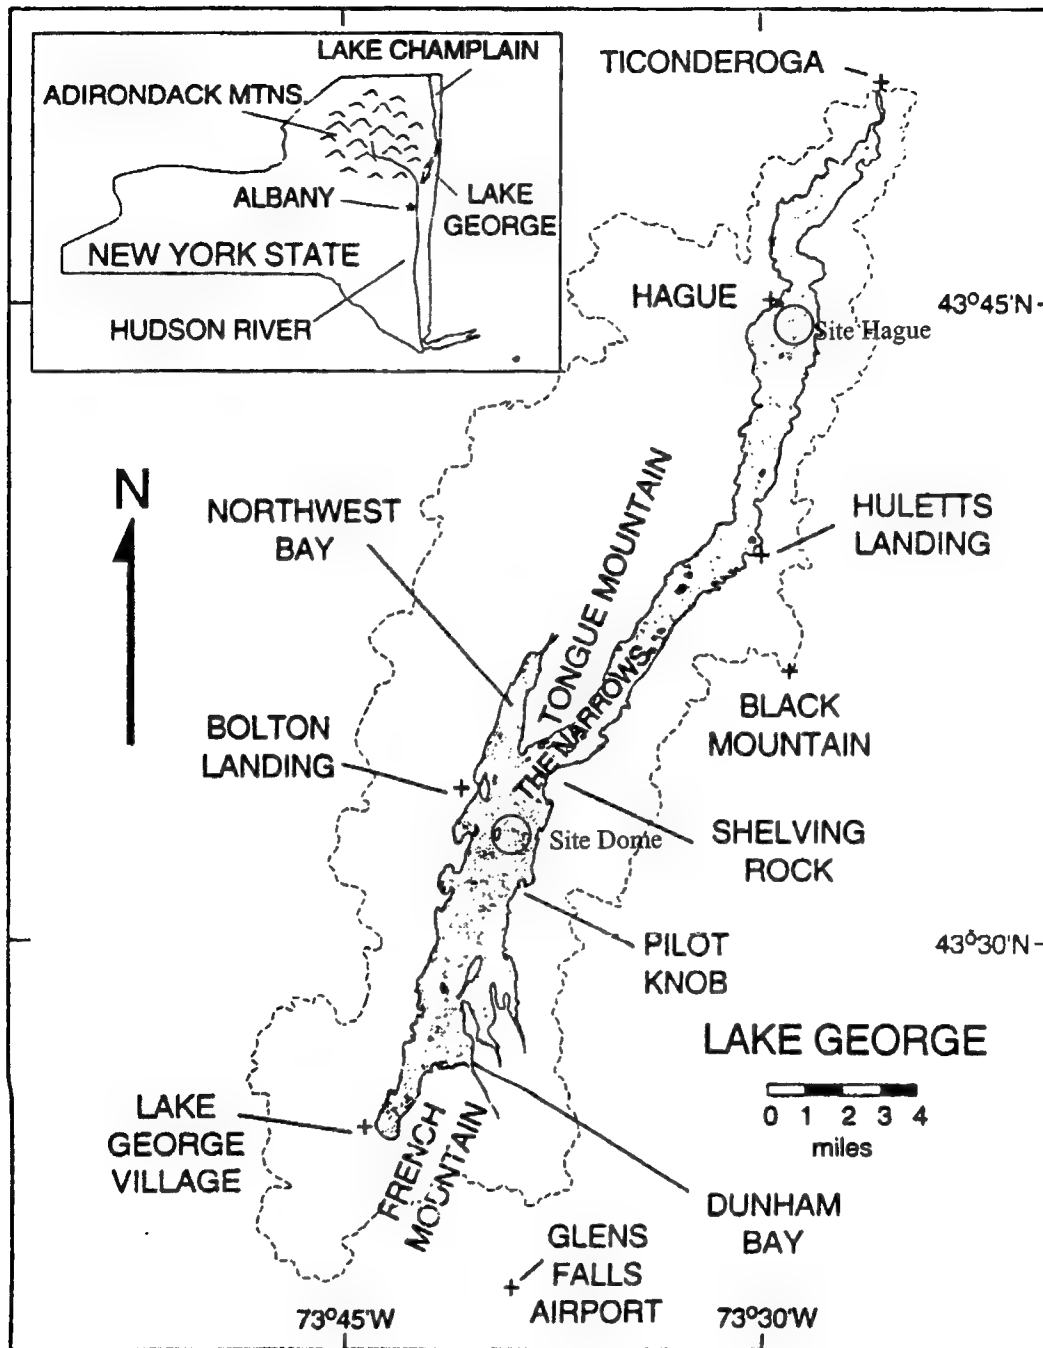 LAKE CHAMPLAIN
ADIRONDACK MTNS.
ALBANY
LAKE
GEORGE
NEW YORK STATE
HUDSON RIVER
TICONDEROGA
HAGUE
43°45'N
Site Hague
N
NORTHWEST
BAY
TONGUE MOUNTAIN
HULETTS
LANDING
THE NARROWS
BLACK
MOUNTAIN
BOLTON
LANDING
SHELVING
ROCK
Site Dome
PILOT
KNOB
43°30'N
LAKE GEORGE
0 1 2 3 4
miles
LAKE
GEORGE
VILLAGE
FRENCH
MOUNTAIN
DUNHAM
BAY
GLENS
FALLS
AIRPORT
73°45'W
73°30'W